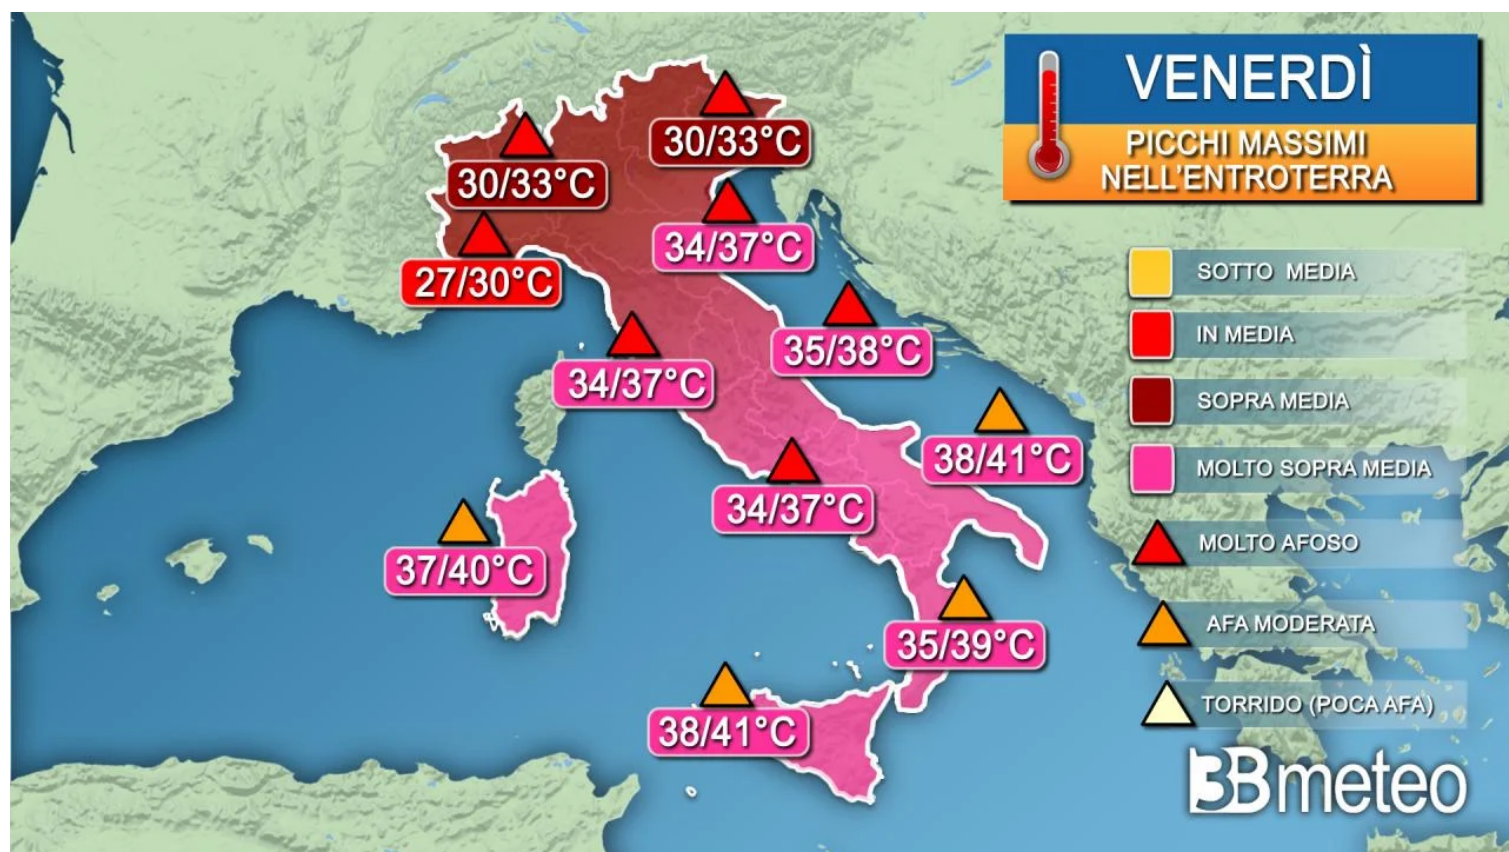 VENERDÌ
PICCHI MASSIMI
NELL'ENTROTERRA
30/33°C
30/33°C
34/37°C
27/30°C
35/38°C
34/37°C
38/41°C
34/37°C
37/40°C
35/39°C
38/41°C
SOTTO MEDIA
IN MEDIA
SOPRA MEDIA
MOLTO SOPRA MEDIA
MOLTO AFOSO
AFA MODERATA
TORRIDO (POCA AFA)
3Bmeteo